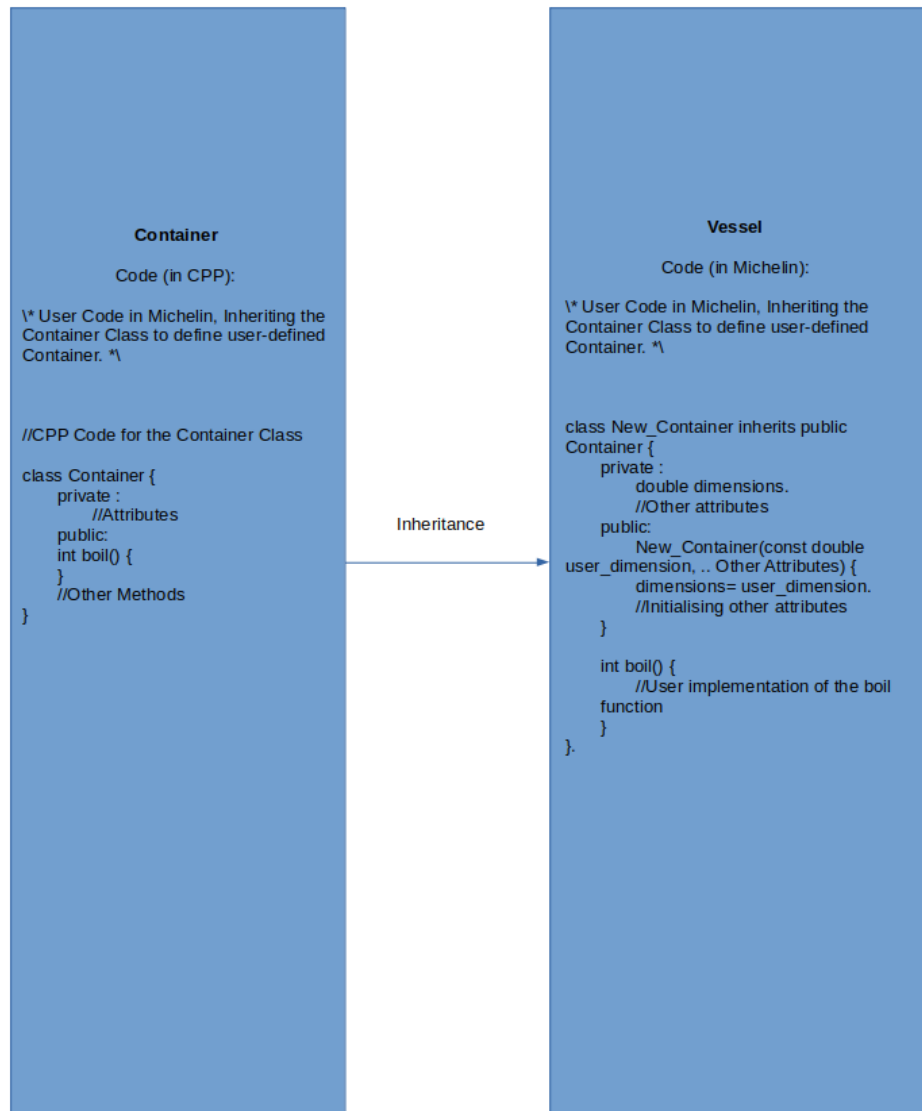 Container
Code (in CPP):
\* User Code in Michelin, Inheriting the
Container Class to define user-defined
Container. *\
//CPP Code for the Container Class
class Container {
private :
//Attributes
public:
int boil() {
}
//Other Methods
}
Inheritance
Vessel
Code (in Michelin):
\* User Code in Michelin, Inheriting the
Container Class to define user-defined
Container. *\
class New_Container inherits public
Container {
private :
double dimensions.
//Other attributes
public:
New_Container(const double
user_dimension, .. Other Attributes) {
dimensions= user_dimension.
//Initialising other attributes
}
int boil() {
//User implementation of the boil
function
}
}.